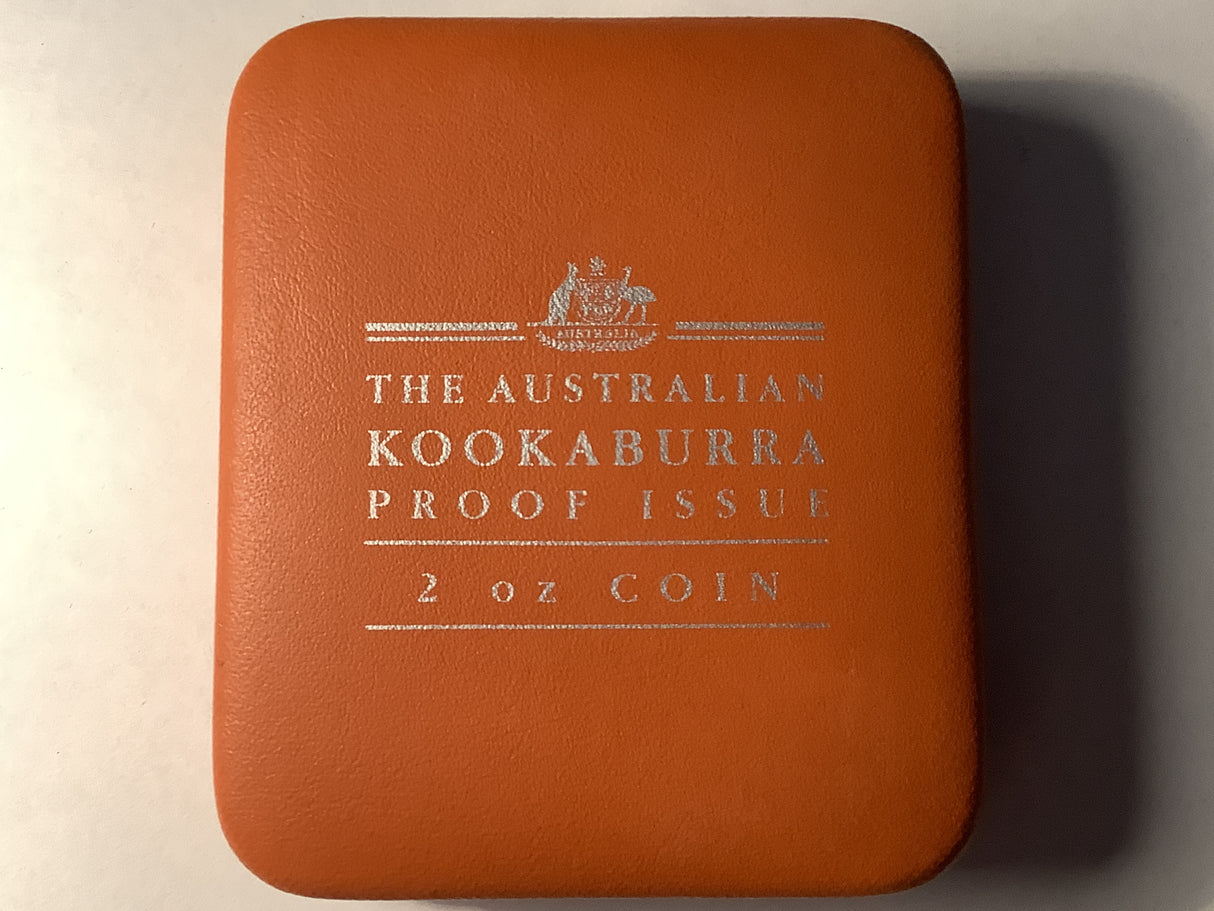 AUSTRALIA
THE AUSTRALIAN
KOOKABURRA
PROOF ISSUE
2 oz COIN